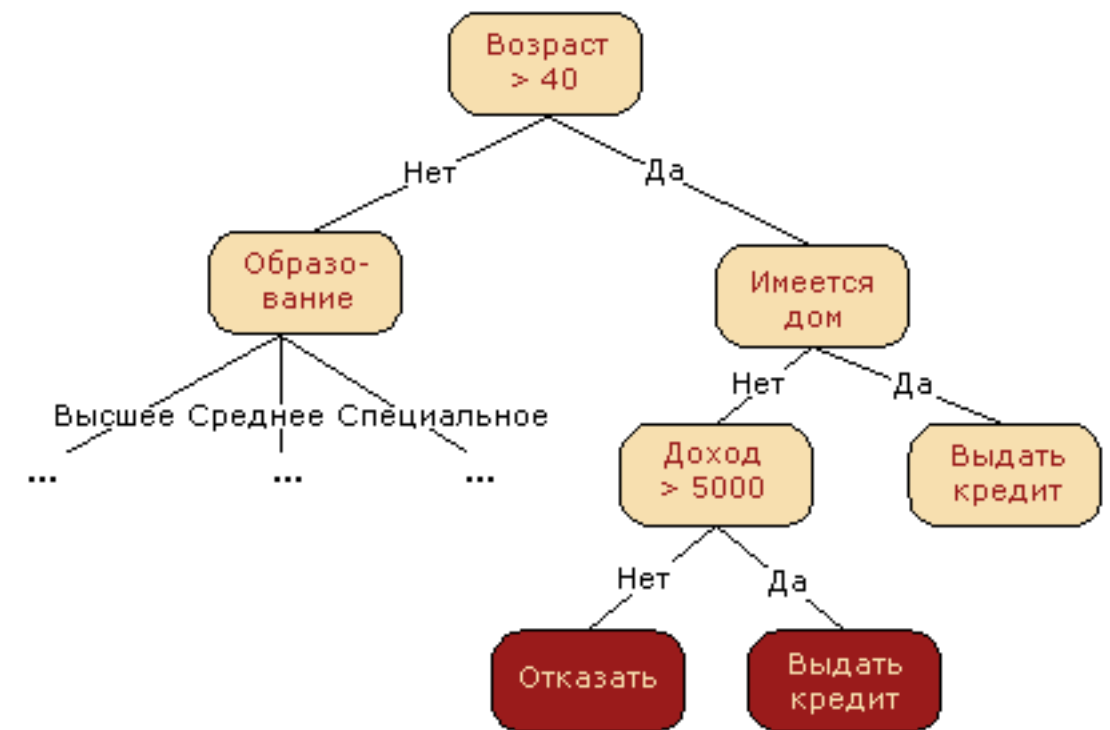 Возраст
> 40
Нет
Да
Образо-
вание
Имеется
дом
Высшее Среднее Специальное
... ... ...
Нет
Да
Доход
> 5000
Выдать
кредит
Нет
Да
Отказать
Выдать
кредит